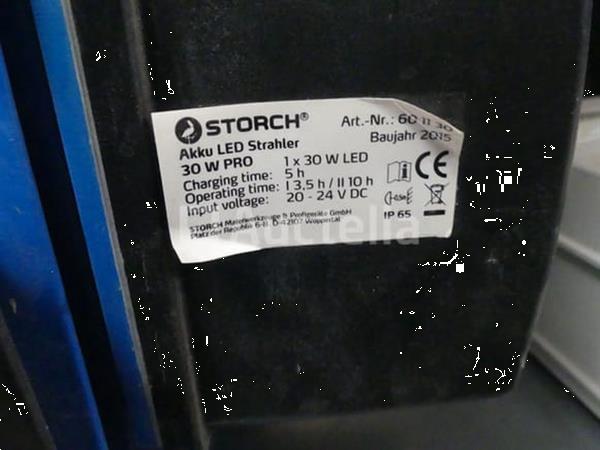 STORCH®
Art.-Nr.: 60 11 30
Baujahr 2015
Akku LED Strahler
30 W PRO 1 x 30 W LED
Charging time: 5 h
Operating time: I 3,5 h / II 10 h
Input voltage: 20 - 24 V DC
CE
IP 65
STORCH Malerwerkzeuge & Profigeräte GmbH
Platz der Republik 6-8, D-42107 Wuppertal